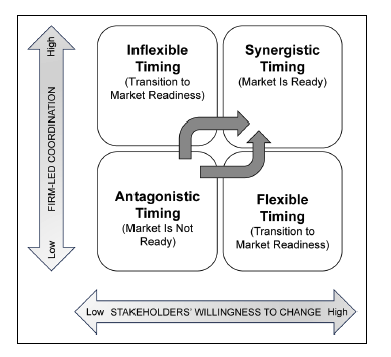 High
FIRM-LED COORDINATION
Low
Inflexible
Timing
(Transition to
Market Readiness)
Synergistic
Timing
(Market Is Ready)
Antagonistic
Timing
(Market Is Not
Ready)
Flexible
Timing
(Transition to
Market Readiness)
Low STAKEHOLDERS' WILLINGNESS TO CHANGE High